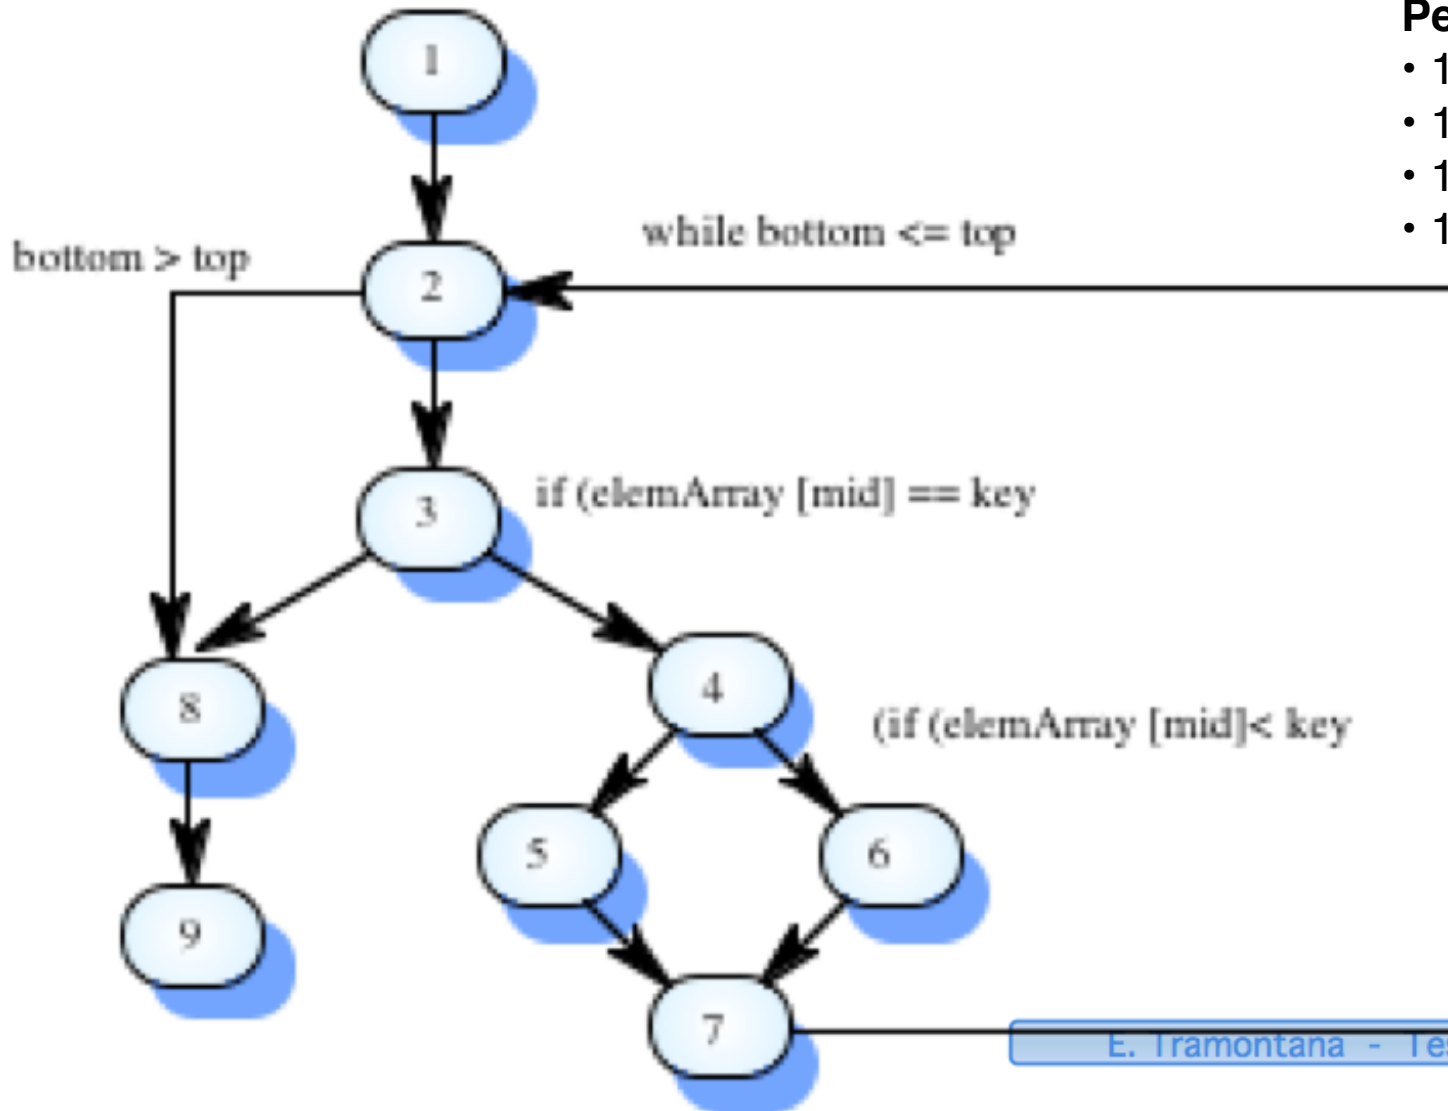 Pe
• 1
• 1
• 1
• 1
1
while bottom <= top
bottom > top
2
if (elemArray [mid] == key
3
4
8
(if (elemArray [mid]< key
5
6
9
7
E. Tramontana - Tes